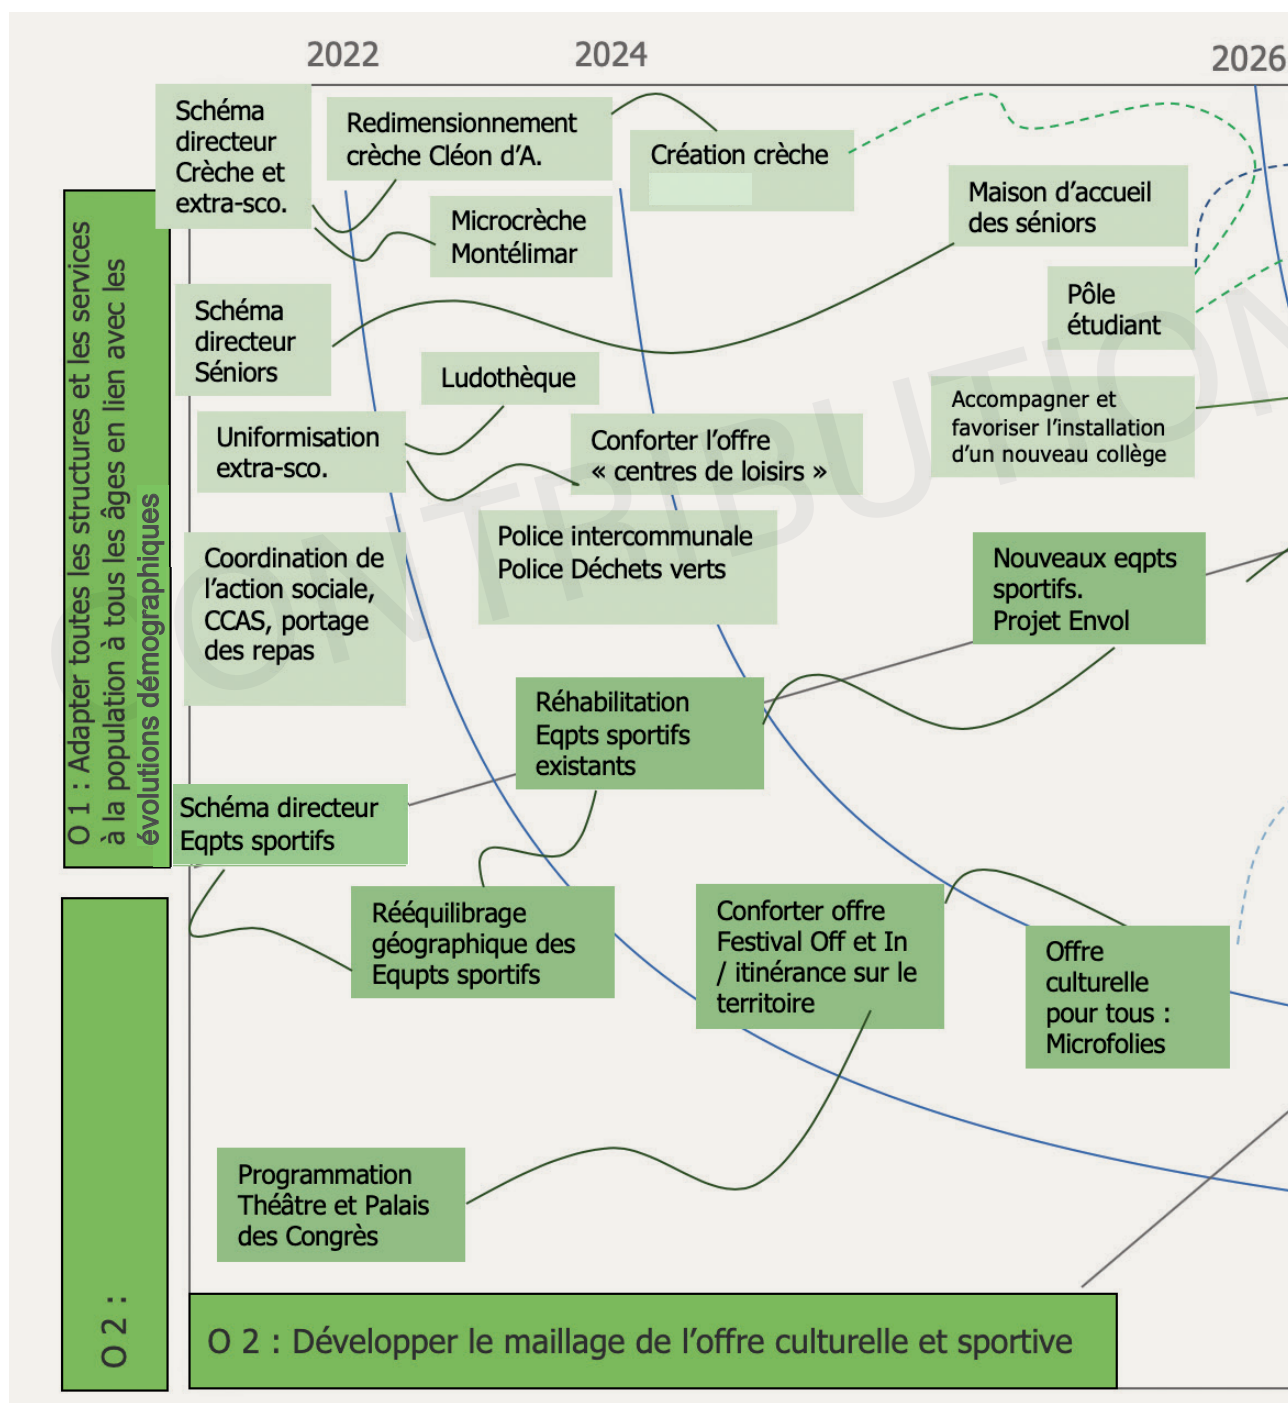 2022
2024
2026
Schéma
directeur
Crèche et
extra-sco.
Redimensionnement
crèche Cléon d’A.
Création crèche
Microcrèche
Montélimar
Maison d’accueil
des séniors
Schéma
directeur
Séniors
Pôle
étudiant
Ludothèque
Accompagner et
favoriser l’installation
d’un nouveau collège
Uniformisation
extra-sco.
Conforter l’offre
« centres de loisirs »
Police intercommunale
Police Déchets verts
Coordination de
l’action sociale,
CCAS, portage
des repas
Nouveaux eqpts
sportifs.
Projet Envol
Réhabilitation
Eqpts sportifs
existants
Schéma directeur
Eqpts sportifs
Rééquilibrage
géographique des
Equpts sportifs
Conforter offre
Festival Off et In
/ itinérance sur le
territoire
Offre
culturelle
pour tous :
Microfolies
Programmation
Théâtre et Palais
des Congrès
O 1 : Adapter toutes les structures et les services
à la population à tous les âges en lien avec les
évolutions démographiques
O 2 :
O 2 : Développer le maillage de l’offre culturelle et sportive
CONTRIBUTION